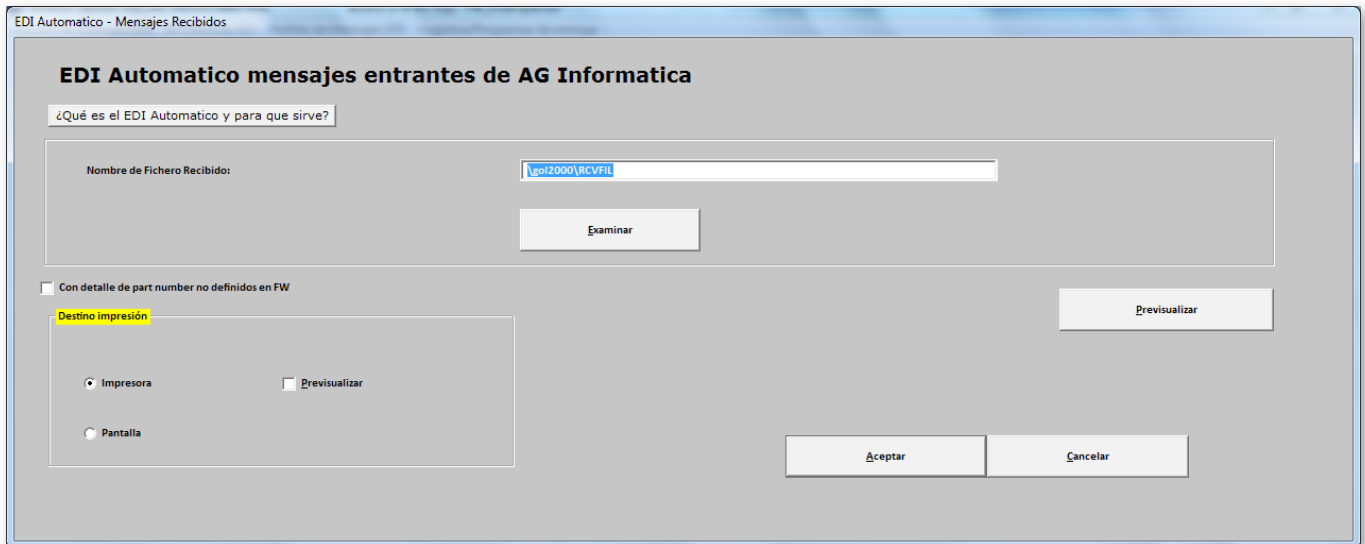 EDI Automatico - Mensajes Recibidos
EDI Automatico mensajes entrantes de AG Informatica
¿Qué es el EDI Automatico y para que sirve?
Nombre de Fichero Recibido:
\gol2000\RCVFIL
Examinar
Con detalle de part number no definidos en FW
Previsualizar
Destino impresión
Impresora
Previsualizar
Pantalla
Aceptar
Cancelar